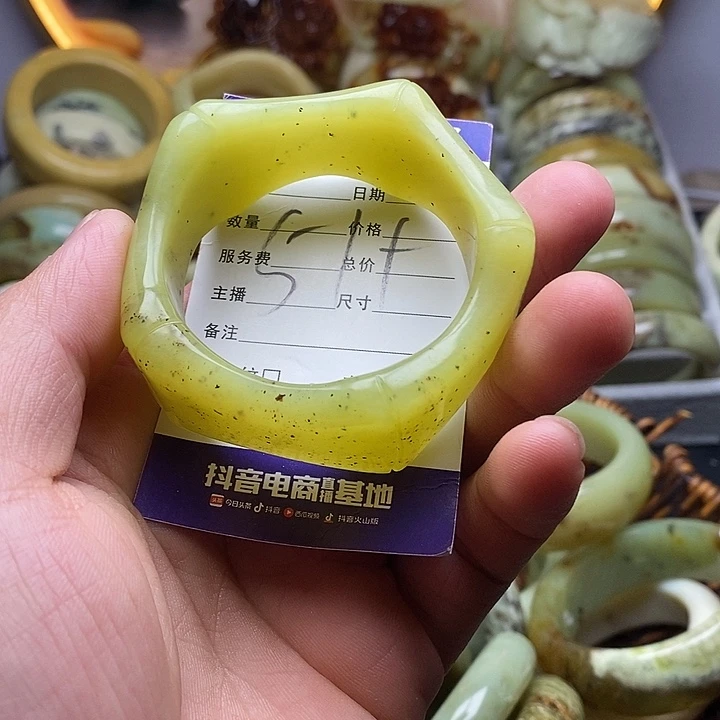 日期
数量 价格
服务费 总价
主播 尺寸
备注
抖音电商直播基地
头条 今日头条 抖音 西瓜视频 抖音火山版